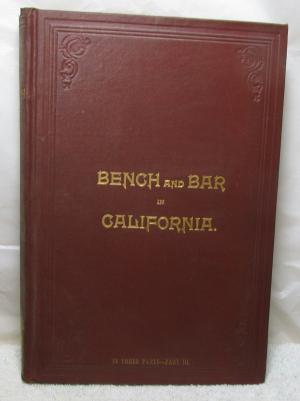 BENCH AND BAR
IN
CALIFORNIA.
IN THREE PARTS—PART III.